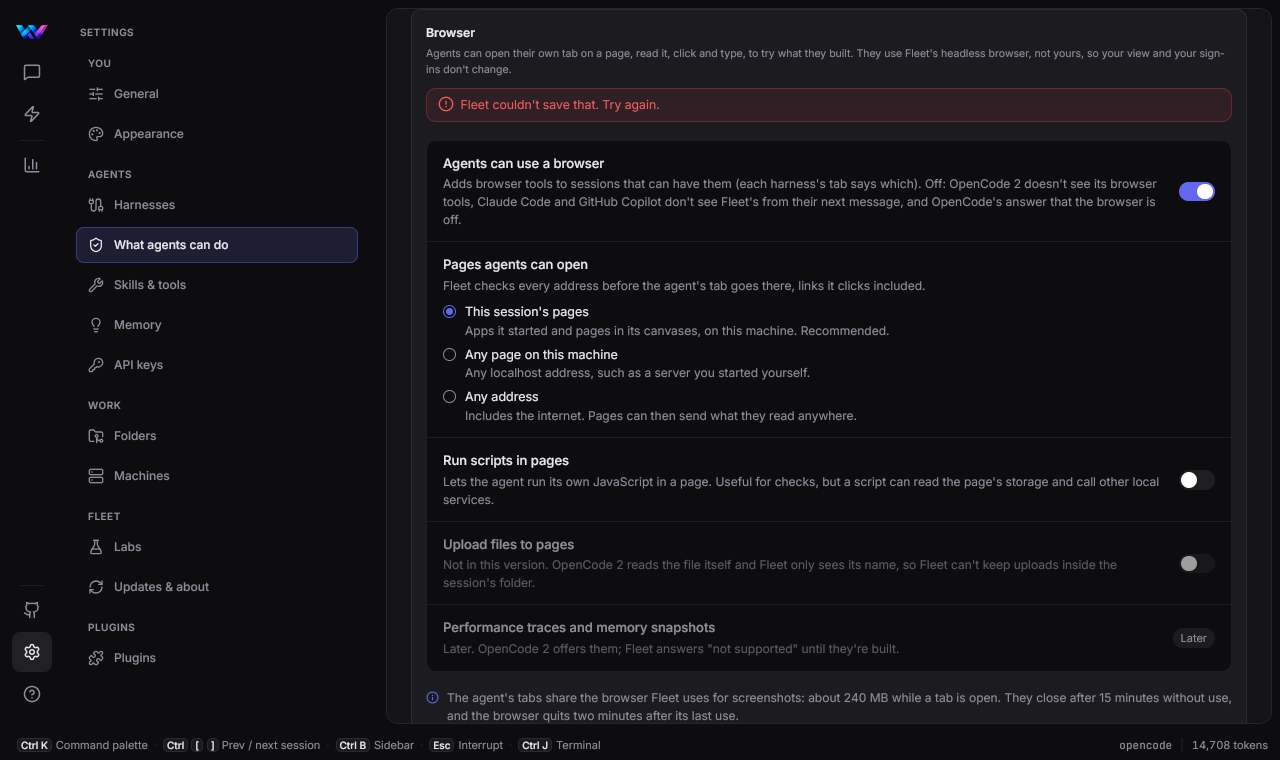 SETTINGS
YOU
General
Appearance
AGENTS
Harnesses
What agents can do
Skills & tools
Memory
API keys
WORK
Folders
Machines
FLEET
Labs
Updates & about
PLUGINS
Plugins
Browser
Agents can open their own tab on a page, read it, click and type, to try what they built. They use Fleet's headless browser, not yours, so your view and your sign-
ins don't change.
Fleet couldn't save that. Try again.
Agents can use a browser
Adds browser tools to sessions that can have them (each harness's tab says which). Off: OpenCode 2 doesn't see its browser
tools, Claude Code and GitHub Copilot don't see Fleet's from their next message, and OpenCode's answer that the browser is
off.
Pages agents can open
Fleet checks every address before the agent's tab goes there, links it clicks included.
This session's pages
Apps it started and pages in its canvases, on this machine. Recommended.
Any page on this machine
Any localhost address, such as a server you started yourself.
Any address
Includes the internet. Pages can then send what they read anywhere.
Run scripts in pages
Lets the agent run its own JavaScript in a page. Useful for checks, but a script can read the page's storage and call other local
services.
Upload files to pages
Not in this version. OpenCode 2 reads the file itself and Fleet only sees its name, so Fleet can't keep uploads inside the
session's folder.
Performance traces and memory snapshots
Later. OpenCode 2 offers them; Fleet answers "not supported" until they're built.
Later
The agent's tabs share the browser Fleet uses for screenshots: about 240 MB while a tab is open. They close after 15 minutes without use,
and the browser quits two minutes after its last use.
Ctrl K Command palette · Ctrl [ ] Prev / next session · Ctrl B Sidebar · Esc Interrupt · Ctrl J Terminal
opencode 14,708 tokens